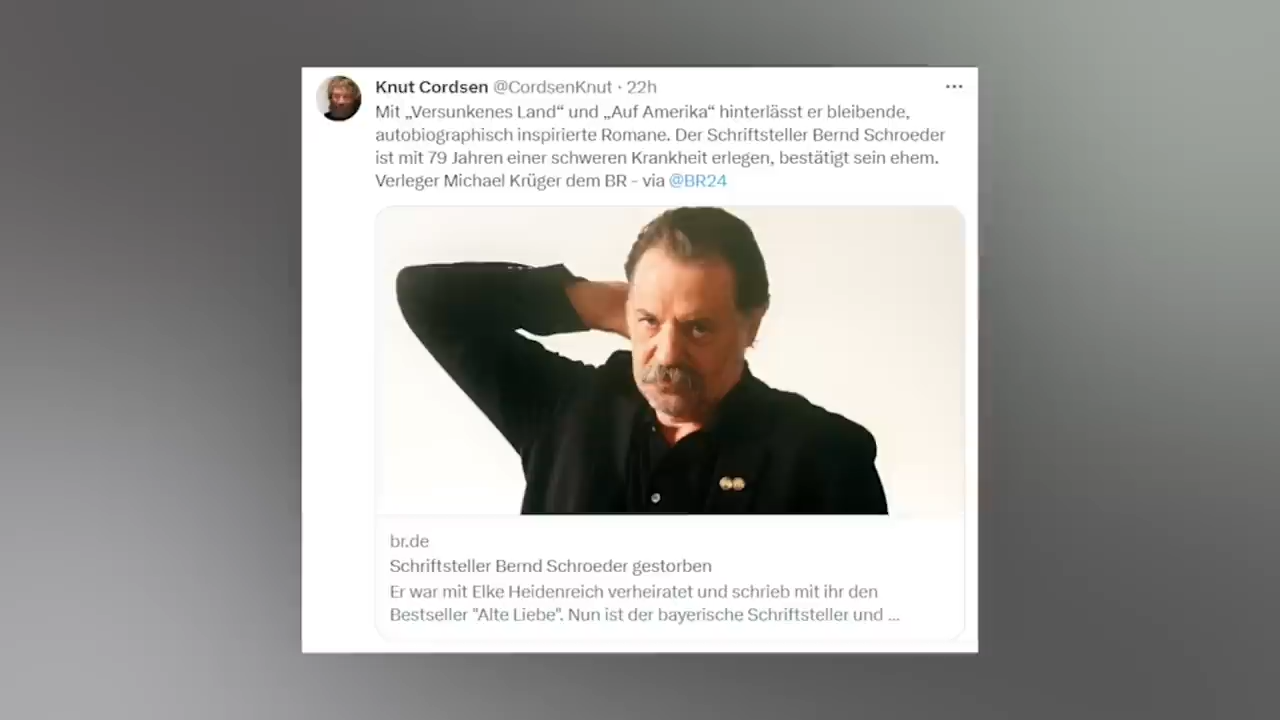 Knut Cordsen @CordsenKnut · 22h ...
Mit „Versunkenes Land“ und „Auf Amerika“ hinterlässt er bleibende,
autobiographisch inspirierte Romane. Der Schriftsteller Bernd Schroeder
ist mit 79 Jahren einer schweren Krankheit erlegen, bestätigt sein ehem.
Verleger Michael Krüger dem BR - via @BR24
br.de
Schriftsteller Bernd Schroeder gestorben
Er war mit Elke Heidenreich verheiratet und schrieb mit ihr den
Bestseller "Alte Liebe". Nun ist der bayerische Schriftsteller und ...